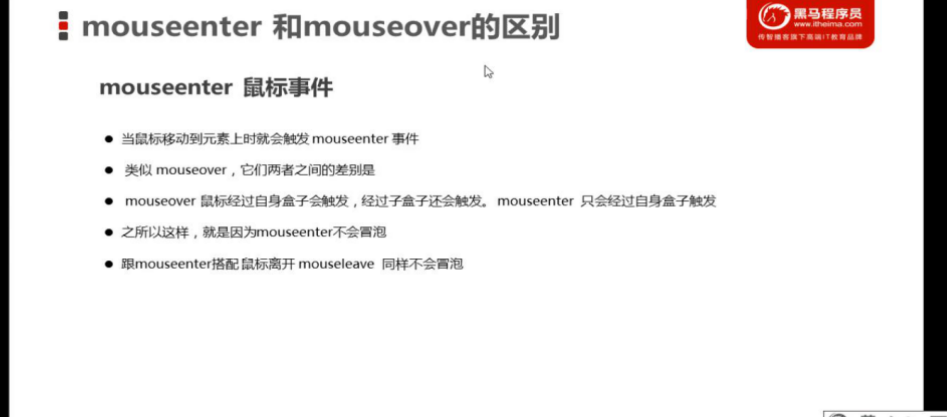 mouseenter 和mouseover的区别
黑马程序员
www.itheima.com
传智播客旗下高端IT教育品牌
mouseenter 鼠标事件
● 当鼠标移动到元素上时就会触发 mouseenter 事件
● 类似 mouseover，它们两者之间的差别是
● mouseover 鼠标经过自身盒子会触发，经过子盒子还会触发。 mouseenter 只会经过自身盒子触发
● 之所以这样，就是因为mouseenter不会冒泡
● 跟mouseenter搭配 鼠标离开 mouseleave 同样不会冒泡